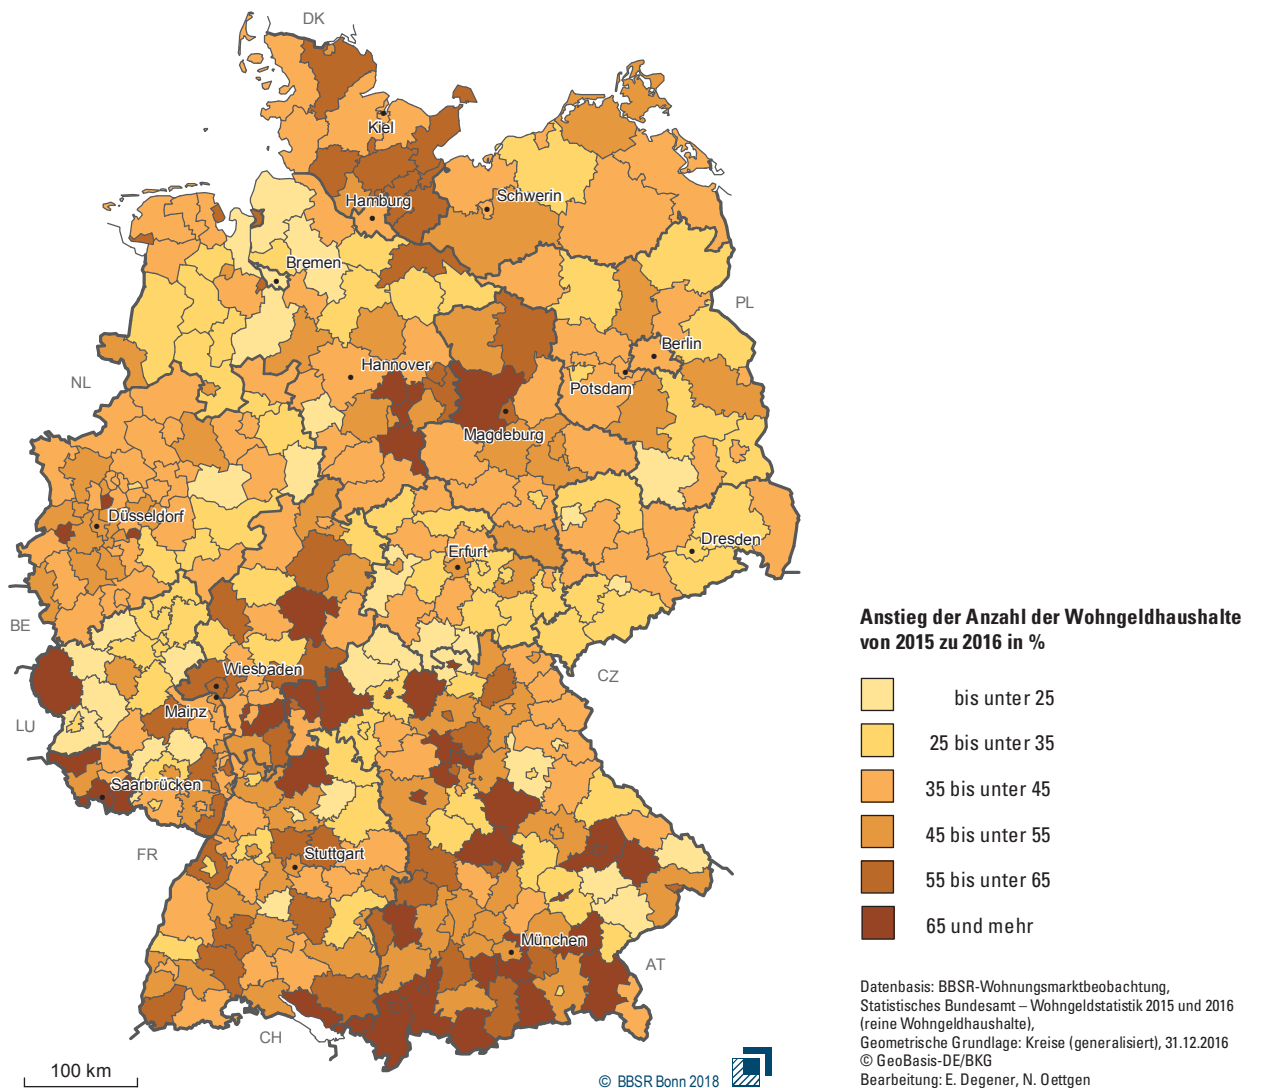 DK
Kiel
Hamburg
Schwerin
Bremen
PL
Berlin
Hannover
Potsdam
NL
Magdeburg
Düsseldorf
Dresden
Erfurt
BE
Wiesbaden
CZ
Mainz
LU
Saarbrücken
FR
Stuttgart
München
AT
CH
100 km
© BBSR Bonn 2018
Anstieg der Anzahl der Wohngeldhaushalte
von 2015 zu 2016 in %
bis unter 25
25 bis unter 35
35 bis unter 45
45 bis unter 55
55 bis unter 65
65 und mehr
Datenbasis: BBSR-Wohnungsmarktbeobachtung,
Statistisches Bundesamt – Wohngeldstatistik 2015 und 2016
(reine Wohngeldhaushalte),
Geometrische Grundlage: Kreise (generalisiert), 31.12.2016
© GeoBasis-DE/BKG
Bearbeitung: E. Degener, N. Oettgen